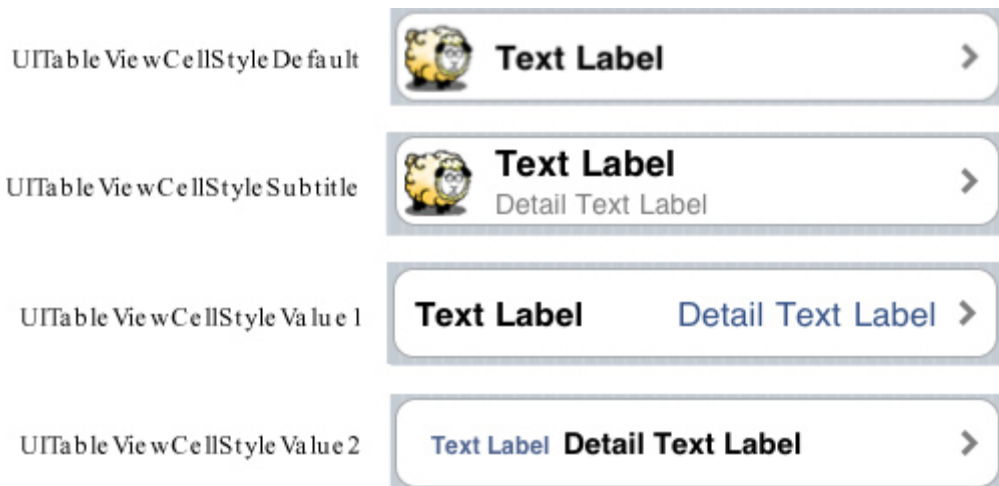 UITableViewCellStyleDefault
Text Label
UITableViewCellStyleSubtitle
Text Label
Detail Text Label
UITableViewCellStyleValue1
Text Label Detail Text Label
UITableViewCellStyleValue2
Text Label Detail Text Label